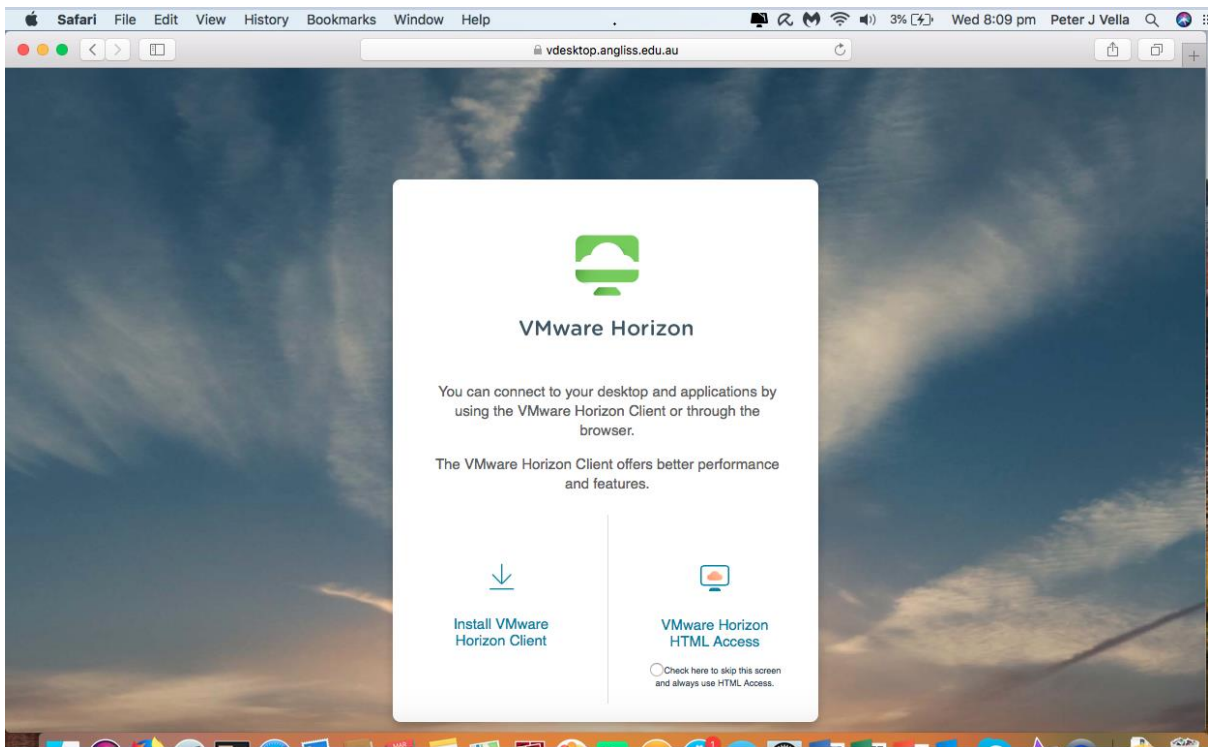 Safari File Edit View History Bookmarks Window Help 3% Wed 8:09 pm Peter J Vella
vdesktop.angliss.edu.au
VMware Horizon
You can connect to your desktop and applications by
using the VMware Horizon Client or through the
browser.
The VMware Horizon Client offers better performance
and features.
Install VMware
Horizon Client
VMware Horizon
HTML Access
Check here to skip this screen
and always use HTML Access.